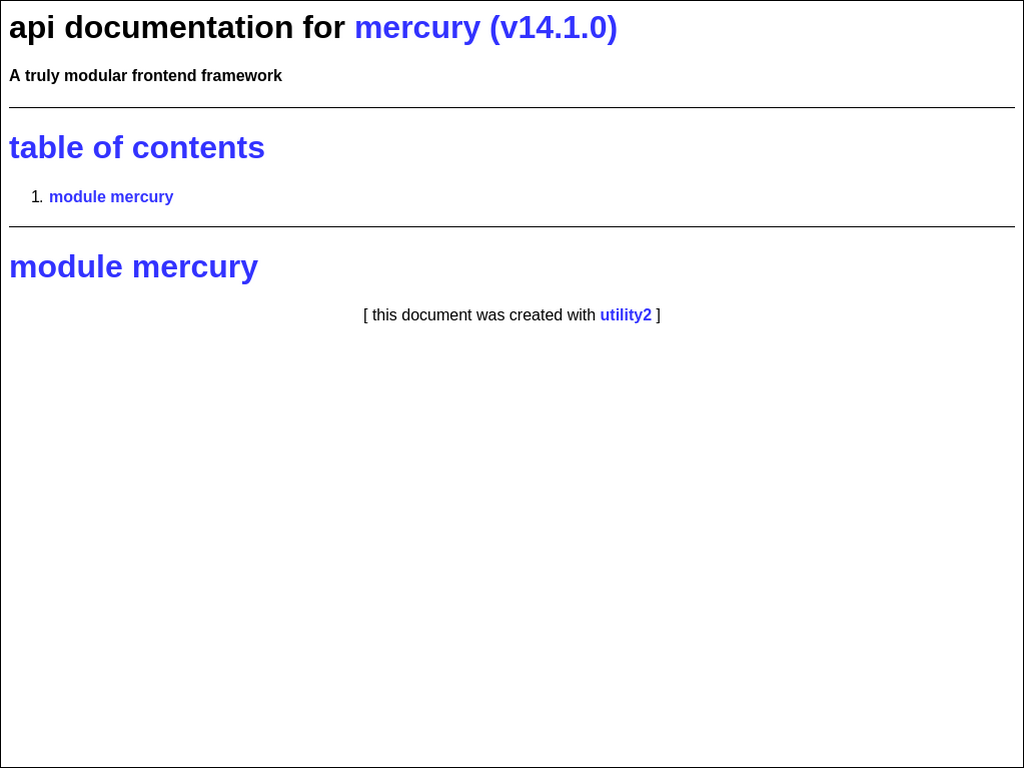 api documentation for mercury (v14.1.0)
A truly modular frontend framework
table of contents
1. module mercury
module mercury
[ this document was created with utility2 ]